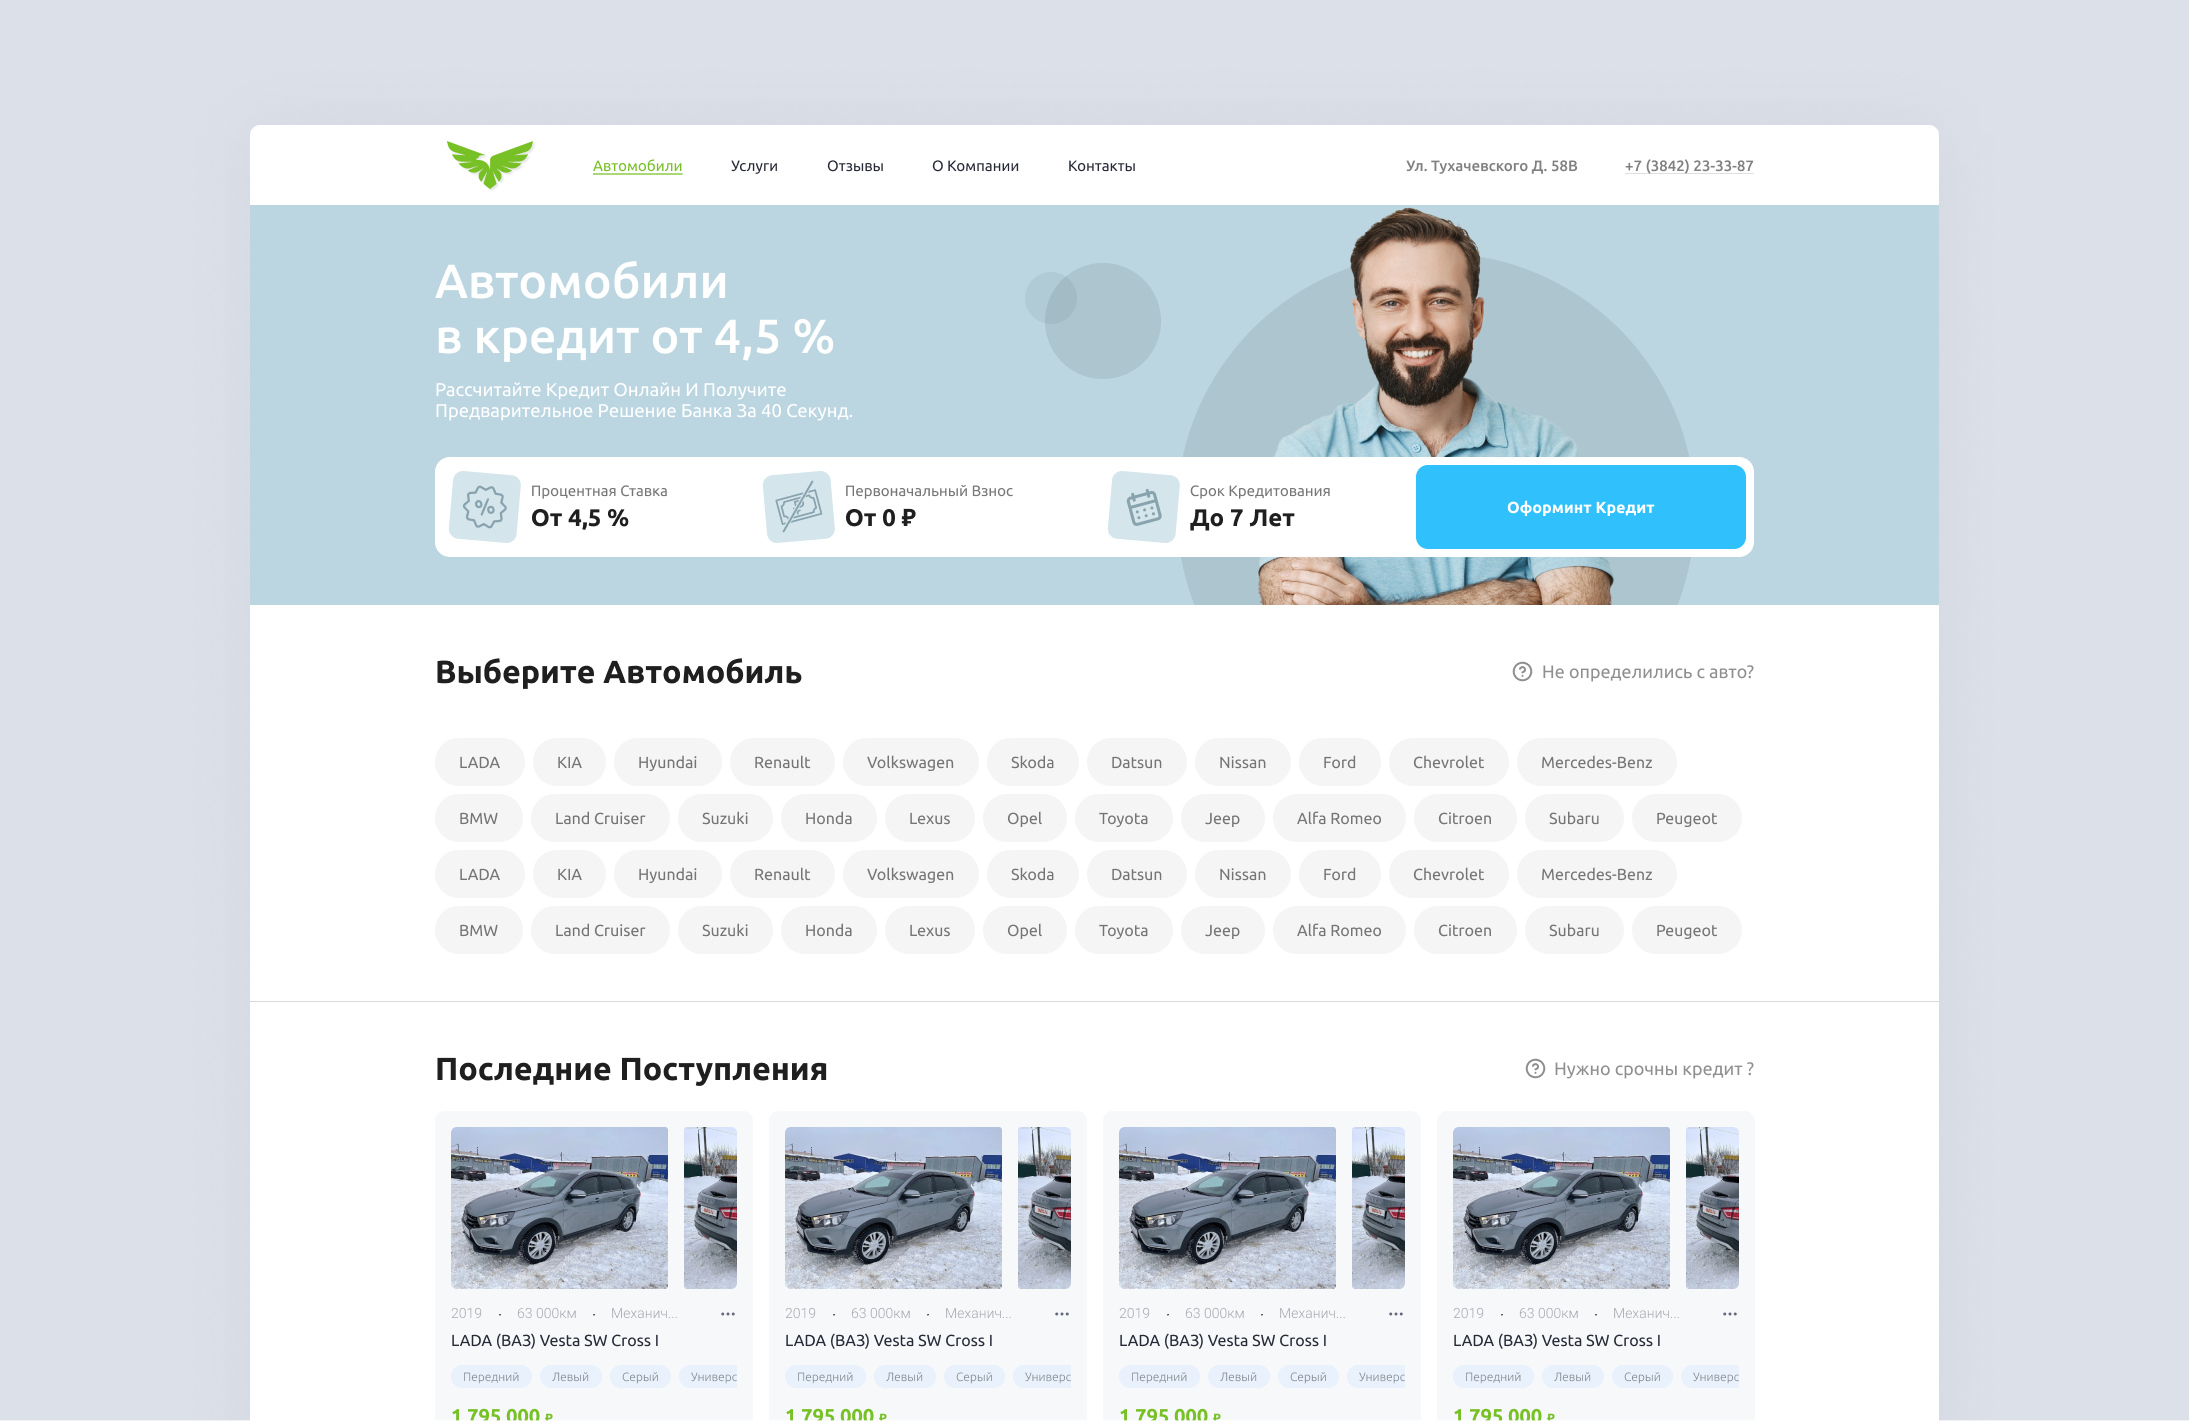 Автомобили Услуги Отзывы О Компании Контакты Ул. Тухачевского Д. 58В +7 (3842) 23-33-87
Автомобили
в кредит от 4,5 %
Рассчитайте Кредит Онлайн И Получите
Предварительное Решение Банка За 40 Секунд.
Процентная Ставка
От 4,5 %
Первоначальный Взнос
От 0 ₽
Срок Кредитования
До 7 Лет
Оформинт Кредит
Выберите Автомобиль
Не определились с авто?
LADA KIA Hyundai Renault Volkswagen Skoda Datsun Nissan Ford Chevrolet Mercedes-Benz
BMW Land Cruiser Suzuki Honda Lexus Opel Toyota Jeep Alfa Romeo Citroen Subaru Peugeot
LADA KIA Hyundai Renault Volkswagen Skoda Datsun Nissan Ford Chevrolet Mercedes-Benz
BMW Land Cruiser Suzuki Honda Lexus Opel Toyota Jeep Alfa Romeo Citroen Subaru Peugeot
Последние Поступления
Нужно срочны кредит ?
2019 · 63 000км · Механич...
LADA (ВАЗ) Vesta SW Cross I
Передний Левый Серый Универс
1 795 000 ₽
2019 · 63 000км · Механич...
LADA (ВАЗ) Vesta SW Cross I
Передний Левый Серый Универс
1 795 000 ₽
2019 · 63 000км · Механич...
LADA (ВАЗ) Vesta SW Cross I
Передний Левый Серый Универс
1 795 000 ₽
2019 · 63 000км · Механич...
LADA (ВАЗ) Vesta SW Cross I
Передний Левый Серый Универс
1 795 000 ₽